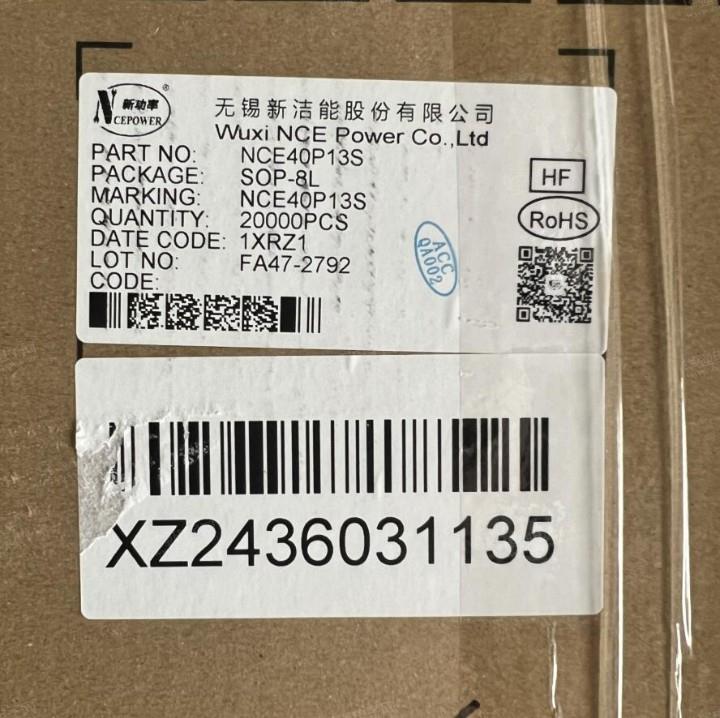 新功率
NCEPOWER
®
无锡新洁能股份有限公司
Wuxi NCE Power Co.,Ltd
PART NO: NCE40P13S
PACKAGE: SOP-8L
MARKING: NCE40P13S
QUANTITY: 20000PCS
DATE CODE: 1XRZ1
LOT NO: FA47-2792
CODE:
HF
RoHS
ACC
QA002
XZ2436031135